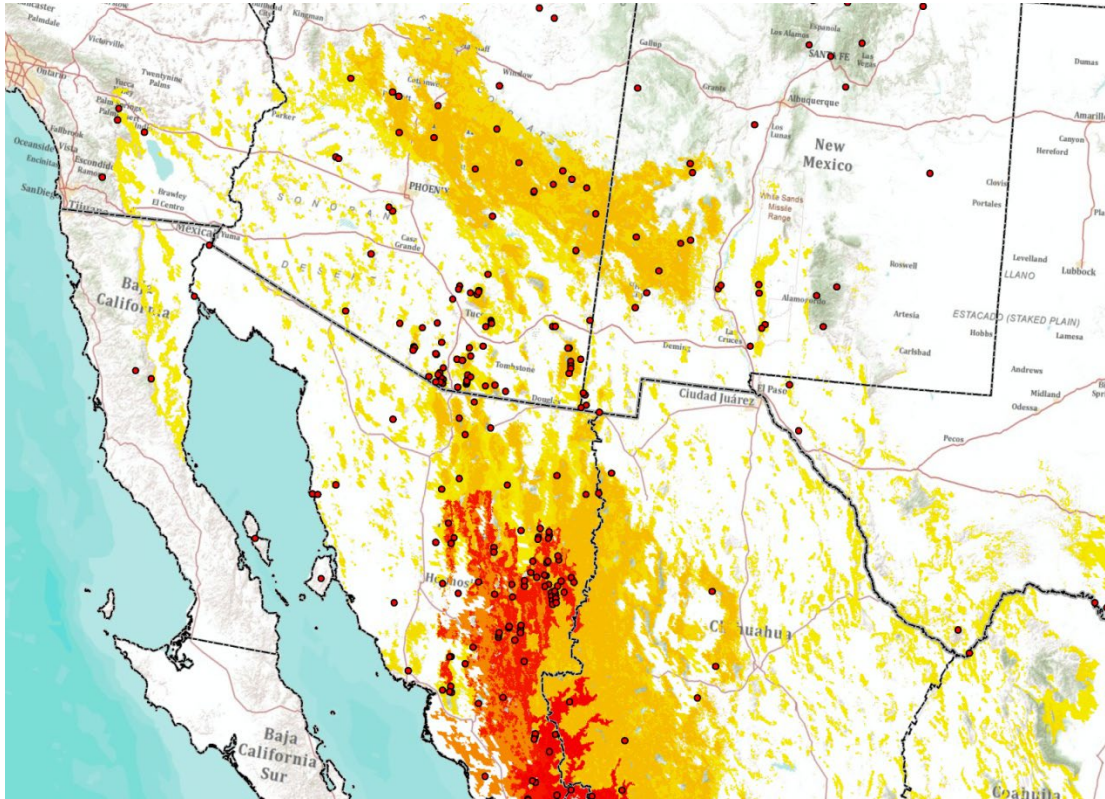 Palmdale
Victorville
Kingman
Ontario
Twentynine
Palms
Yucca
Palm Springs
Parker
Fallbrook
Oceanside
Vista
Encinitas
Escondido
Ramona
San Diego
Tijuana
Brawley
El Centro
Mexicali
Yuma
Winslow
Gallup
Grants
PHOENIX
Casa
Grande
SONORAN
DESERT
Tombstone
Douglas
Los Alamos
Española
SANTA FE
Las
Vegas
Albuquerque
Los
Lunas
New
Mexico
White Sands
Missile
Range
Dumas
Amarillo
Canyon
Hereford
Clovis
Portales
Roswell
Levelland
Lubbock
LLANO
ESTACADO (STAKED PLAIN)
Alamogordo
Artesia
Hobbs
Lamesa
Las
Cruces
Deming
Carlsbad
Andrews
Midland
Odessa
El Paso
Ciudad Juárez
Pecos
Baja
California
Chihuahua
Baja
California
Sur
Coahuila